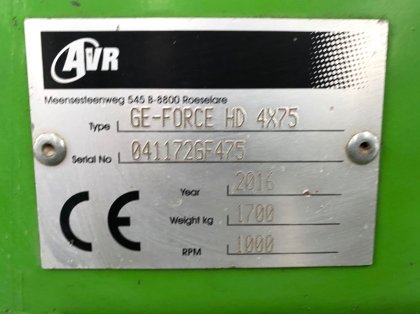 AVR
Meensesteenweg 545 B-8800 Roeselare
Type GE-FORCE HD 4X75
Serial No 041172GF475
Year 2016
Weight kg 1700
CE RPM 1000